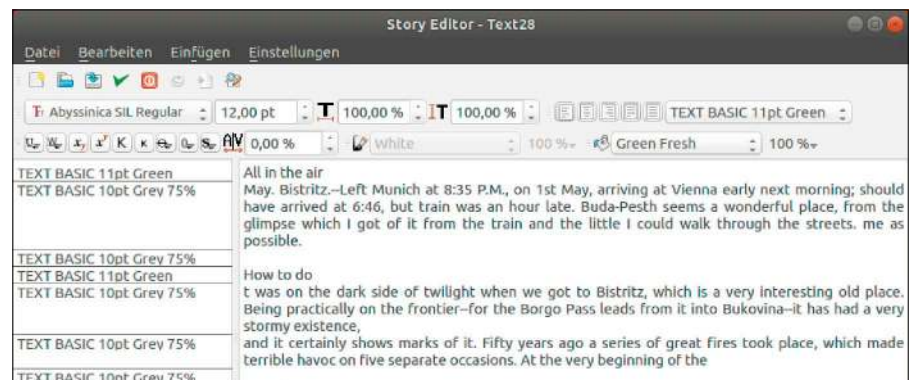 Story Editor - Text28
Datei Bearbeiten Einfügen Einstellungen
Abyssinica SIL Regular 12,00 pt 100,00 % 100,00 % TEXT BASIC 11pt Green
0,00 % White 100 % Green Fresh 100 %
TEXT BASIC 11pt Green All in the air
TEXT BASIC 10pt Grey 75% May. Bistritz.--Left Munich at 8:35 P.M., on 1st May, arriving at Vienna early next morning; should
have arrived at 6:46, but train was an hour late. Buda-Pesth seems a wonderful place, from the
glimpse which I got of it from the train and the little I could walk through the streets. me as
possible.
TEXT BASIC 10pt Grey 75%
TEXT BASIC 11pt Green How to do
TEXT BASIC 10pt Grey 75% t was on the dark side of twilight when we got to Bistritz, which is a very interesting old place.
Being practically on the frontier--for the Borgo Pass leads from it into Bukovina--it has had a very
stormy existence,
TEXT BASIC 10pt Grey 75% and it certainly shows marks of it. Fifty years ago a series of great fires took place, which made
terrible havoc on five separate occasions. At the very beginning of the
TEXT BASIC 10pt Grey 75%